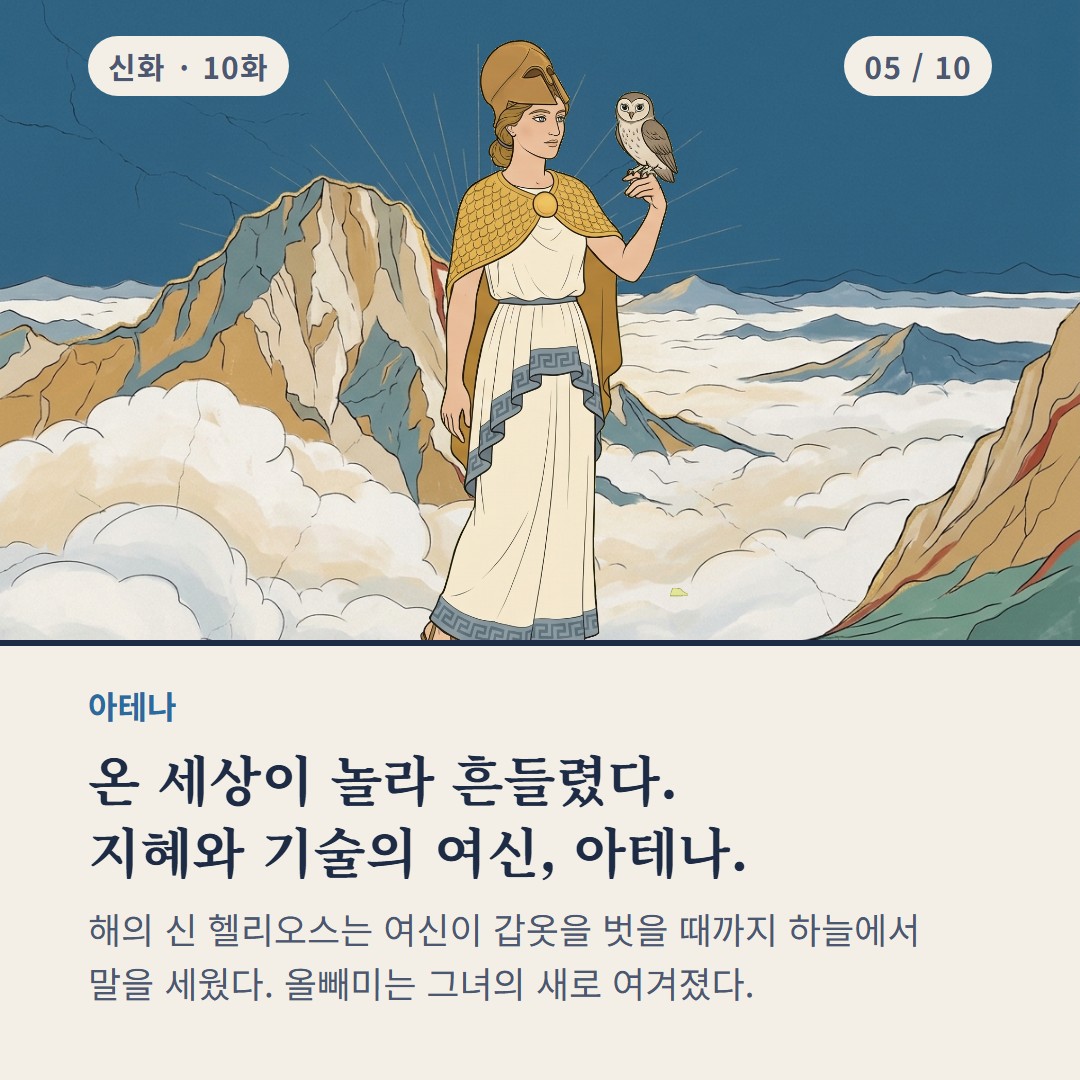 신화 · 10화
05 / 10
아테나
온 세상이 놀라 흔들렸다.
지혜와 기술의 여신, 아테나.
해의 신 헬리오스는 여신이 갑옷을 벗을 때까지 하늘에서
말을 세웠다. 올빼미는 그녀의 새로 여겨졌다.